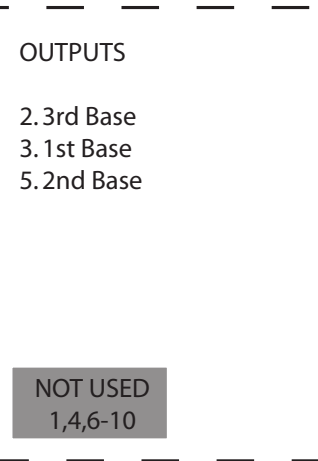 OUTPUTS
2. 3rd Base
3. 1st Base
5. 2nd Base
NOT USED
1,4,6-10